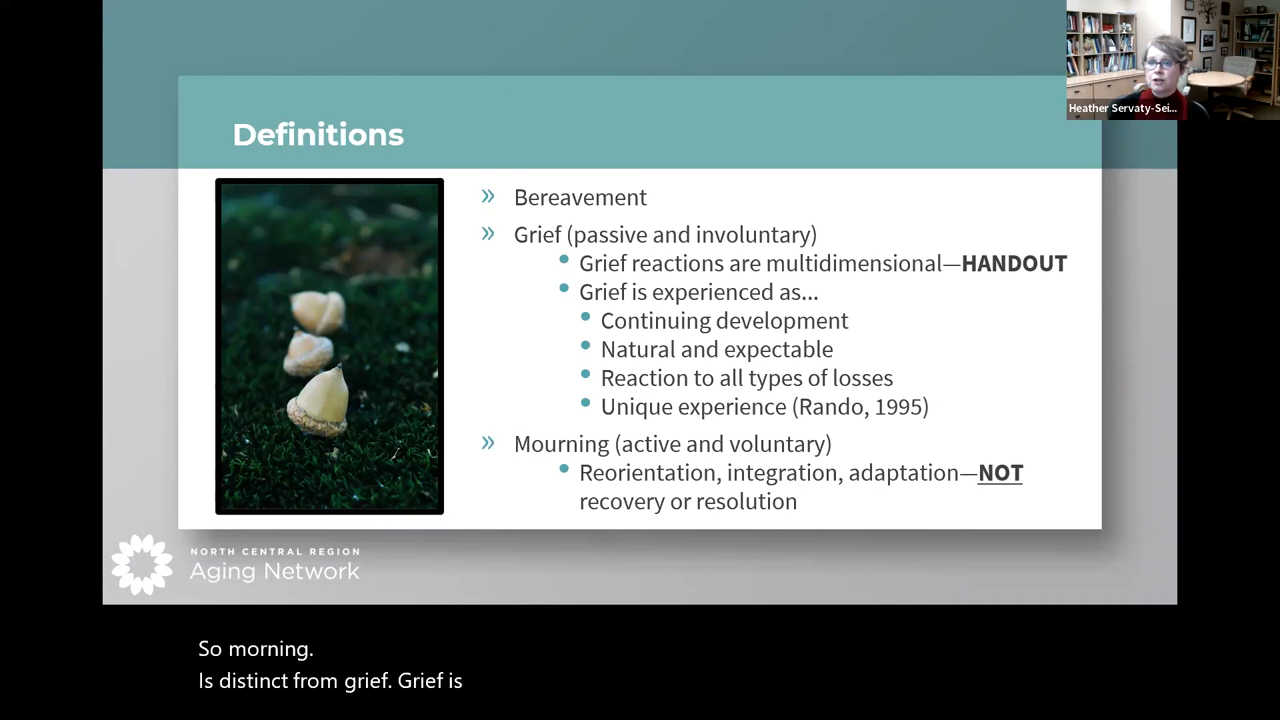 Heather Servaty-Sei...
Definitions
» Bereavement
» Grief (passive and involuntary)
• Grief reactions are multidimensional—HANDOUT
• Grief is experienced as...
• Continuing development
• Natural and expectable
• Reaction to all types of losses
• Unique experience (Rando, 1995)
» Mourning (active and voluntary)
• Reorientation, integration, adaptation—NOT
recovery or resolution
NORTH CENTRAL REGION
Aging Network
So morning.
Is distinct from grief. Grief is